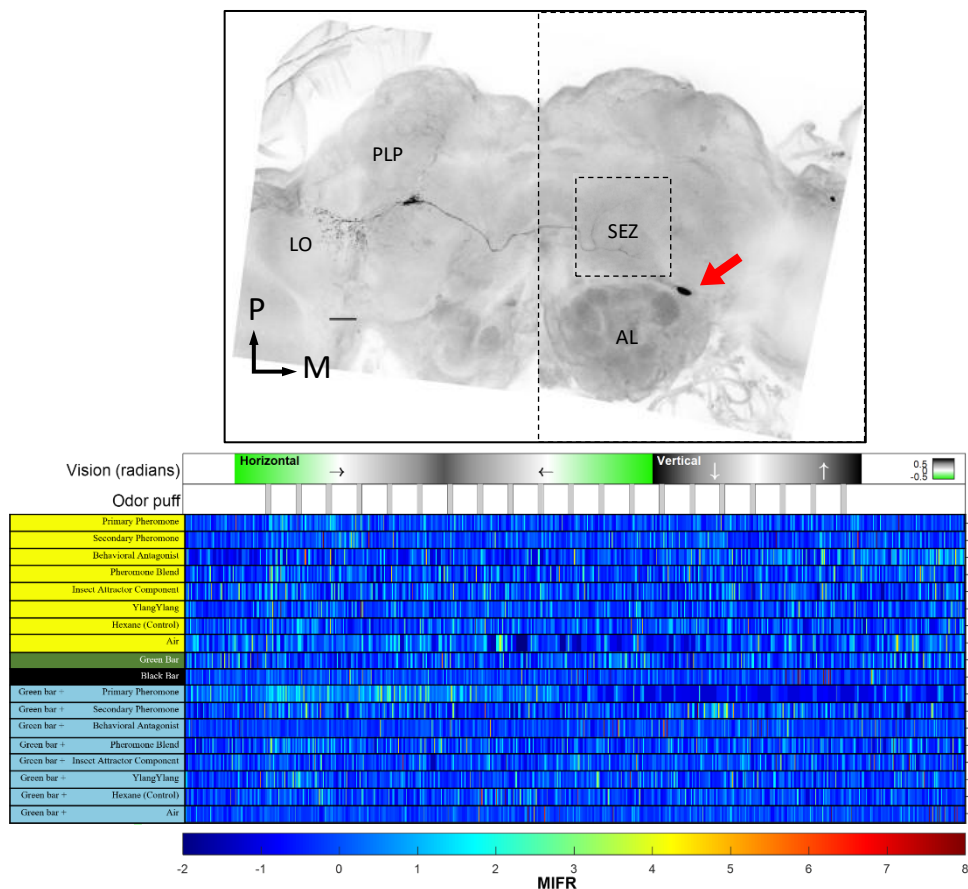 PLP
SEZ
LO
P
AL
M
Vision (radians) Horizontal → ← Vertical ↓ ↑ 0.5
0
-0.5
Odor puff
Primary Pheromone
Secondary Pheromone
Behavioral Antagonist
Pheromone Blend
Insect Attractor Component
YlangYlang
Hexane (Control)
Air
Green Bar
Black Bar
Green bar + Primary Pheromone
Green bar + Secondary Pheromone
Green bar + Behavioral Antagonist
Green bar + Pheromone Blend
Green bar + Insect Attractor Component
Green bar + YlangYlang
Green bar + Hexane (Control)
Green bar + Air
-2 -1 0 1 2 3 4 5 6 7 8
MIFR